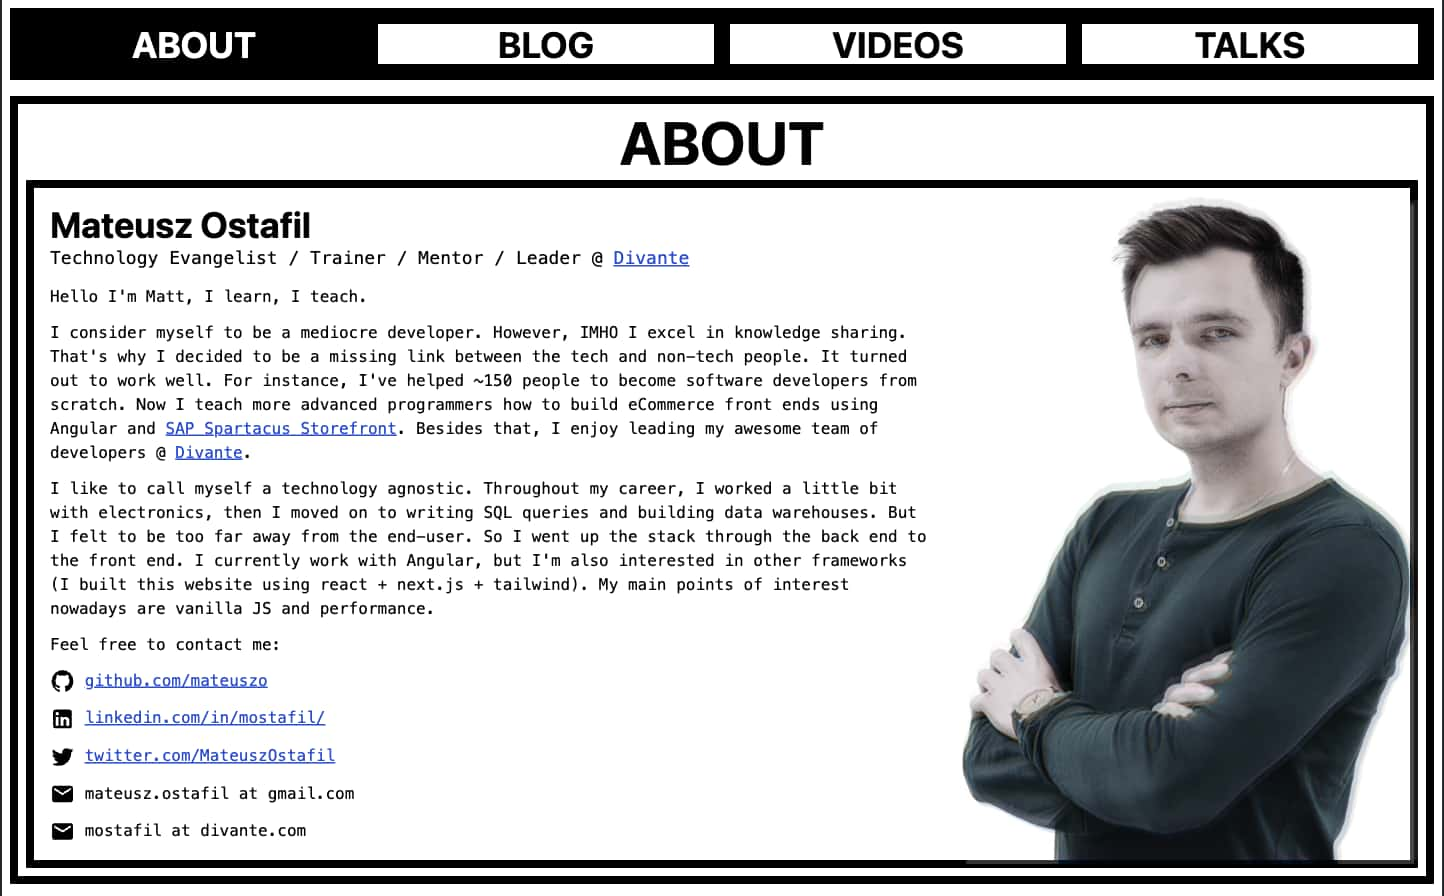 ABOUT
BLOG
VIDEOS
TALKS
ABOUT
Mateusz Ostafil
Technology Evangelist / Trainer / Mentor / Leader @ Divante
Hello I'm Matt, I learn, I teach.
I consider myself to be a mediocre developer. However, IMHO I excel in knowledge sharing.
That's why I decided to be a missing link between the tech and non-tech people. It turned
out to work well. For instance, I've helped ~150 people to become software developers from
scratch. Now I teach more advanced programmers how to build eCommerce front ends using
Angular and SAP Spartacus Storefront. Besides that, I enjoy leading my awesome team of
developers @ Divante.
I like to call myself a technology agnostic. Throughout my career, I worked a little bit
with electronics, then I moved on to writing SQL queries and building data warehouses. But
I felt to be too far away from the end-user. So I went up the stack through the back end to
the front end. I currently work with Angular, but I'm also interested in other frameworks
(I built this website using react + next.js + tailwind). My main points of interest
nowadays are vanilla JS and performance.
Feel free to contact me:
github.com/mateuszo
linkedin.com/in/mostafil/
twitter.com/MateuszOstafil
mateusz.ostafil at gmail.com
mostafil at divante.com